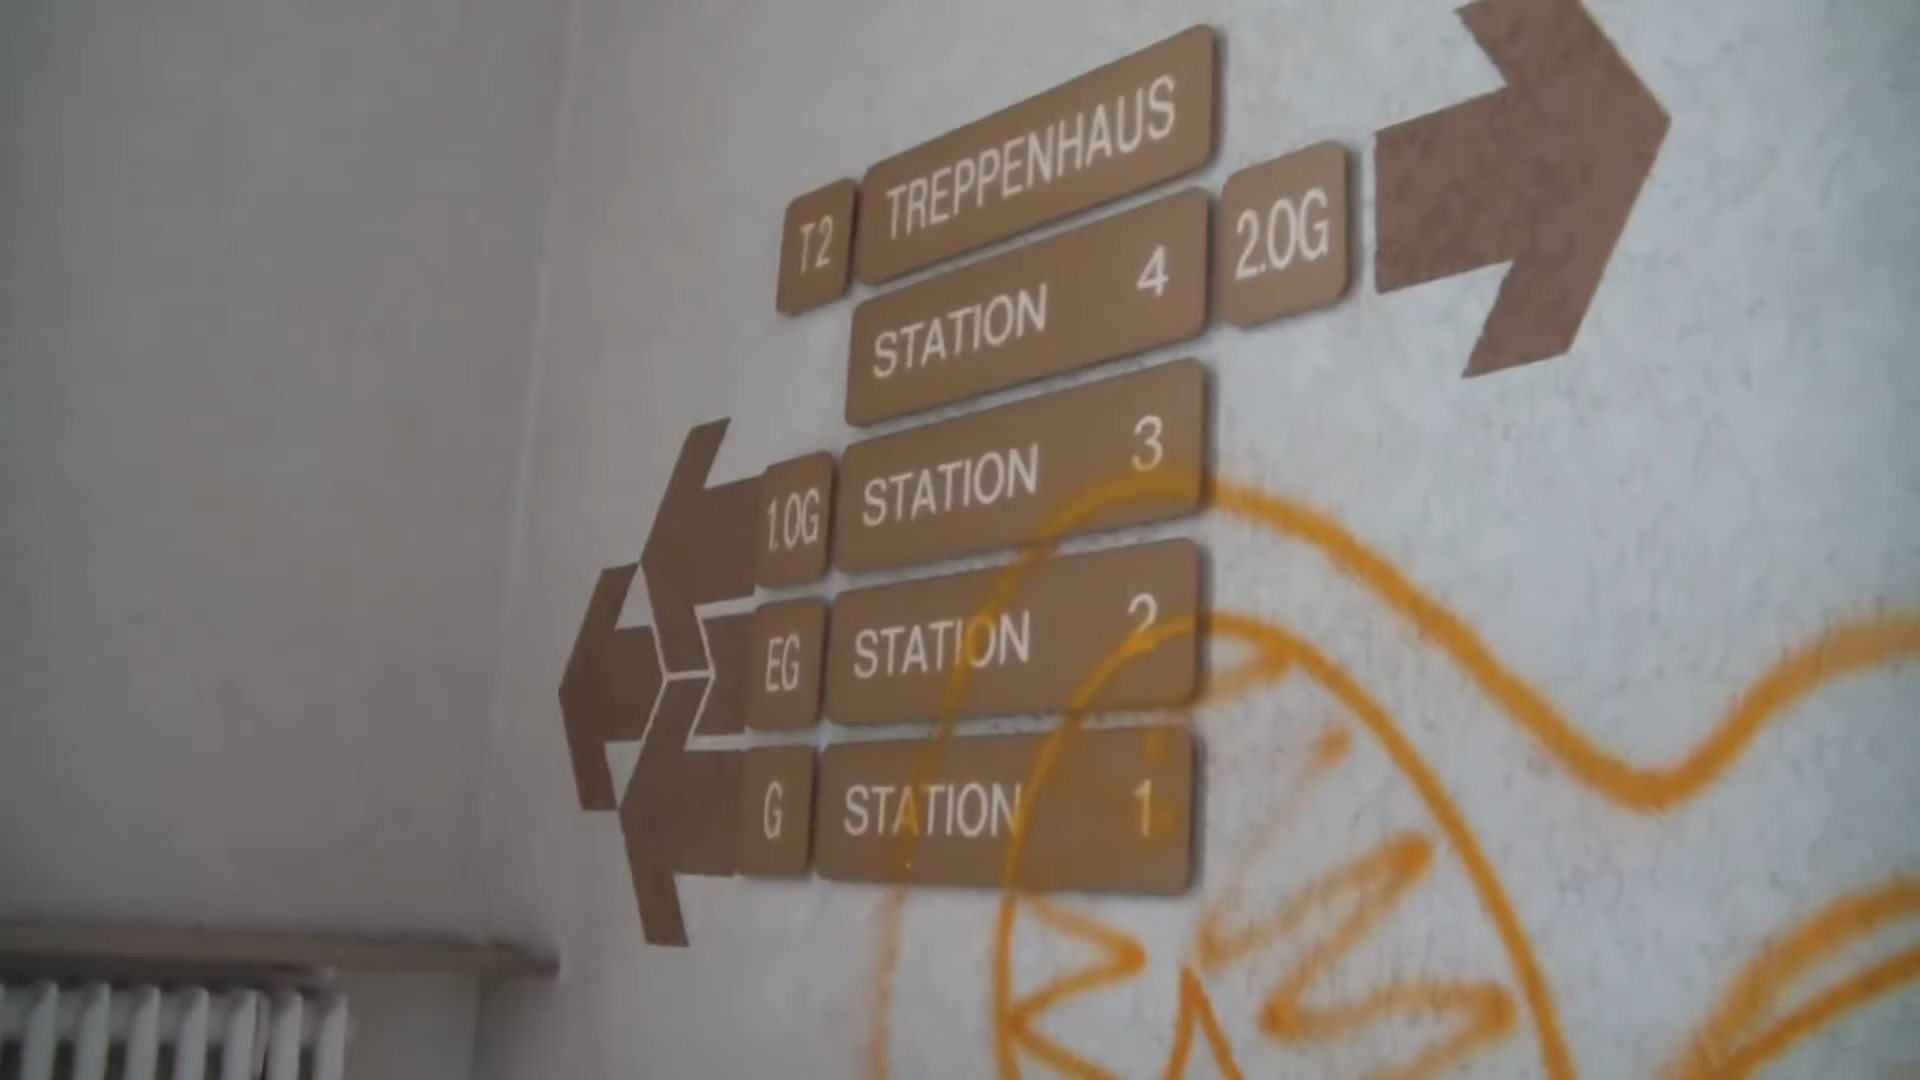 T2 TREPPENHAUS
STATION 4 2.OG
1.OG STATION 3
EG STATION 2
G STATION 1